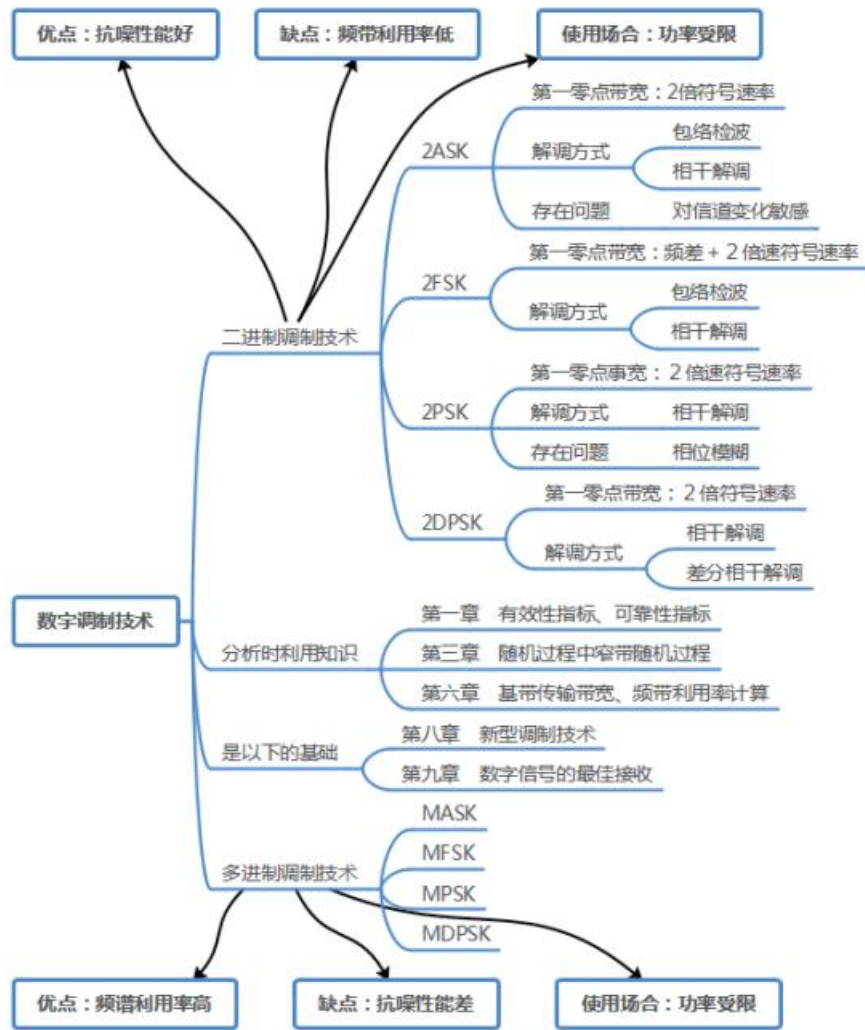 优点：抗噪性能好
缺点：频带利用率低
使用场合：功率受限
第一零点带宽：2倍符号速率
包络检波
2ASK
解调方式
相干解调
存在问题 对信道变化敏感
第一零点带宽：频差＋２倍速符号速率
2FSK
包络检波
解调方式
相干解调
二进制调制技术
第一零点事宽：２倍速符号速率
2PSK
解调方式 相干解调
存在问题 相位模糊
第一零点带宽：２倍符号速率
2DPSK
相干解调
解调方式
差分相干解调
数字调制技术
第一章 有效性指标、可靠性指标
分析时利用知识
第三章 随机过程中窄带随机过程
第六章 基带传输带宽、频带利用率计算
是以下的基础
第八章 新型调制技术
第九章 数字信号的最佳接收
MASK
MFSK
多进制调制技术
MPSK
MDPSK
优点：频谱利用率高
缺点：抗噪性能差
使用场合：功率受限